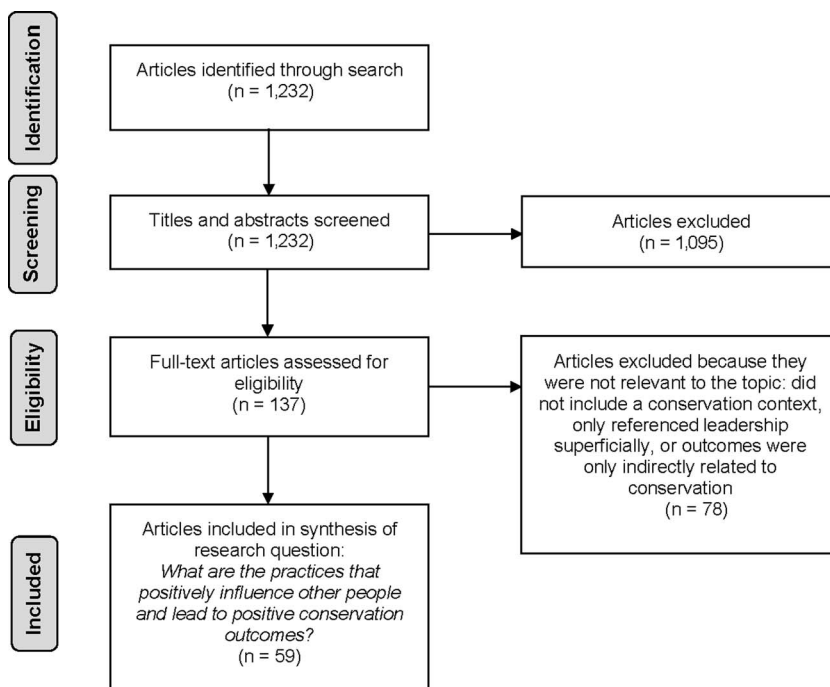 Identification
Articles identified through search
(n = 1,232)
Screening
Titles and abstracts screened
(n = 1,232)
Articles excluded
(n = 1,095)
Eligibility
Full-text articles assessed for
eligibility
(n = 137)
Articles excluded because they
were not relevant to the topic: did
not include a conservation context,
only referenced leadership
superficially, or outcomes were
only indirectly related to
conservation
(n = 78)
Included
Articles included in synthesis of
research question:
What are the practices that
positively influence other people
and lead to positive conservation
outcomes?
(n = 59)